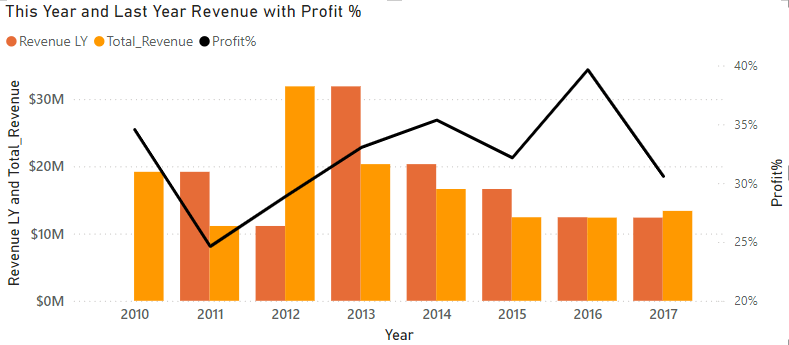 This Year and Last Year Revenue with Profit %
Revenue LY Total_Revenue Profit%
Revenue LY and Total_Revenue
$30M
$20M
$10M
$0M
40%
35%
30%
25%
20%
Profit%
2010 2011 2012 2013 2014 2015 2016 2017
Year